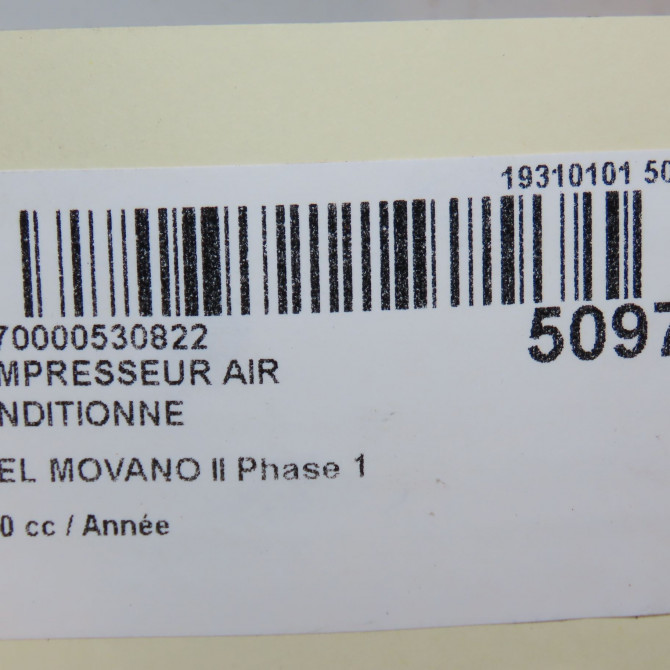 19310101 50
70000530822
5097
MPRESSEUR AIR
NDITIONNE
EL MOVANO II Phase 1
0 cc / Année